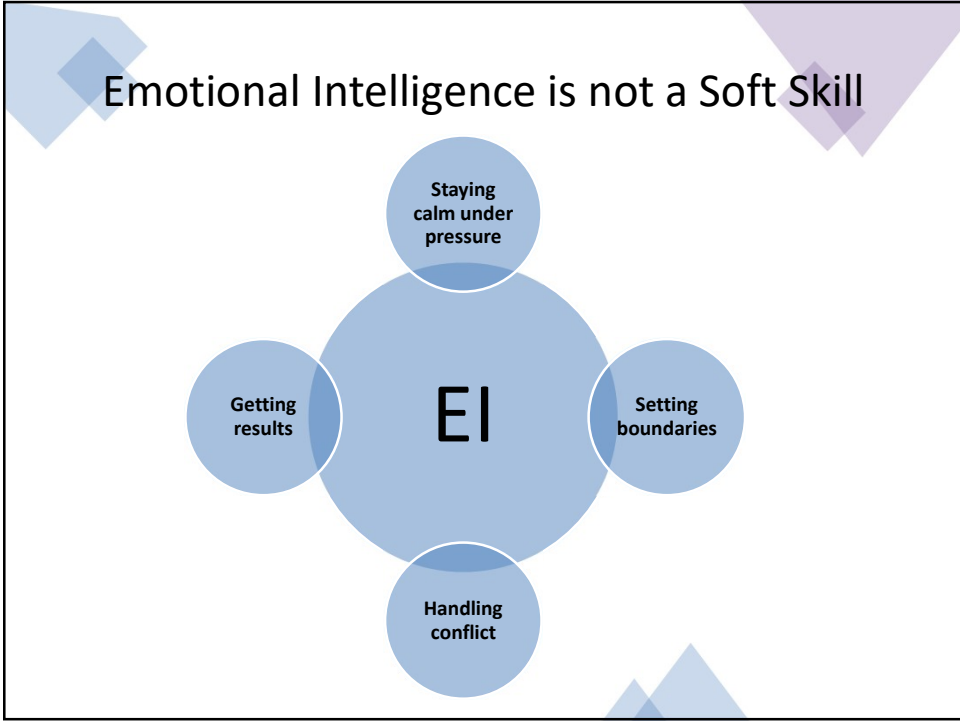 Emotional Intelligence is not a Soft Skill
Staying
calm under
pressure
Getting
results
EI
Setting
boundaries
Handling
conflict